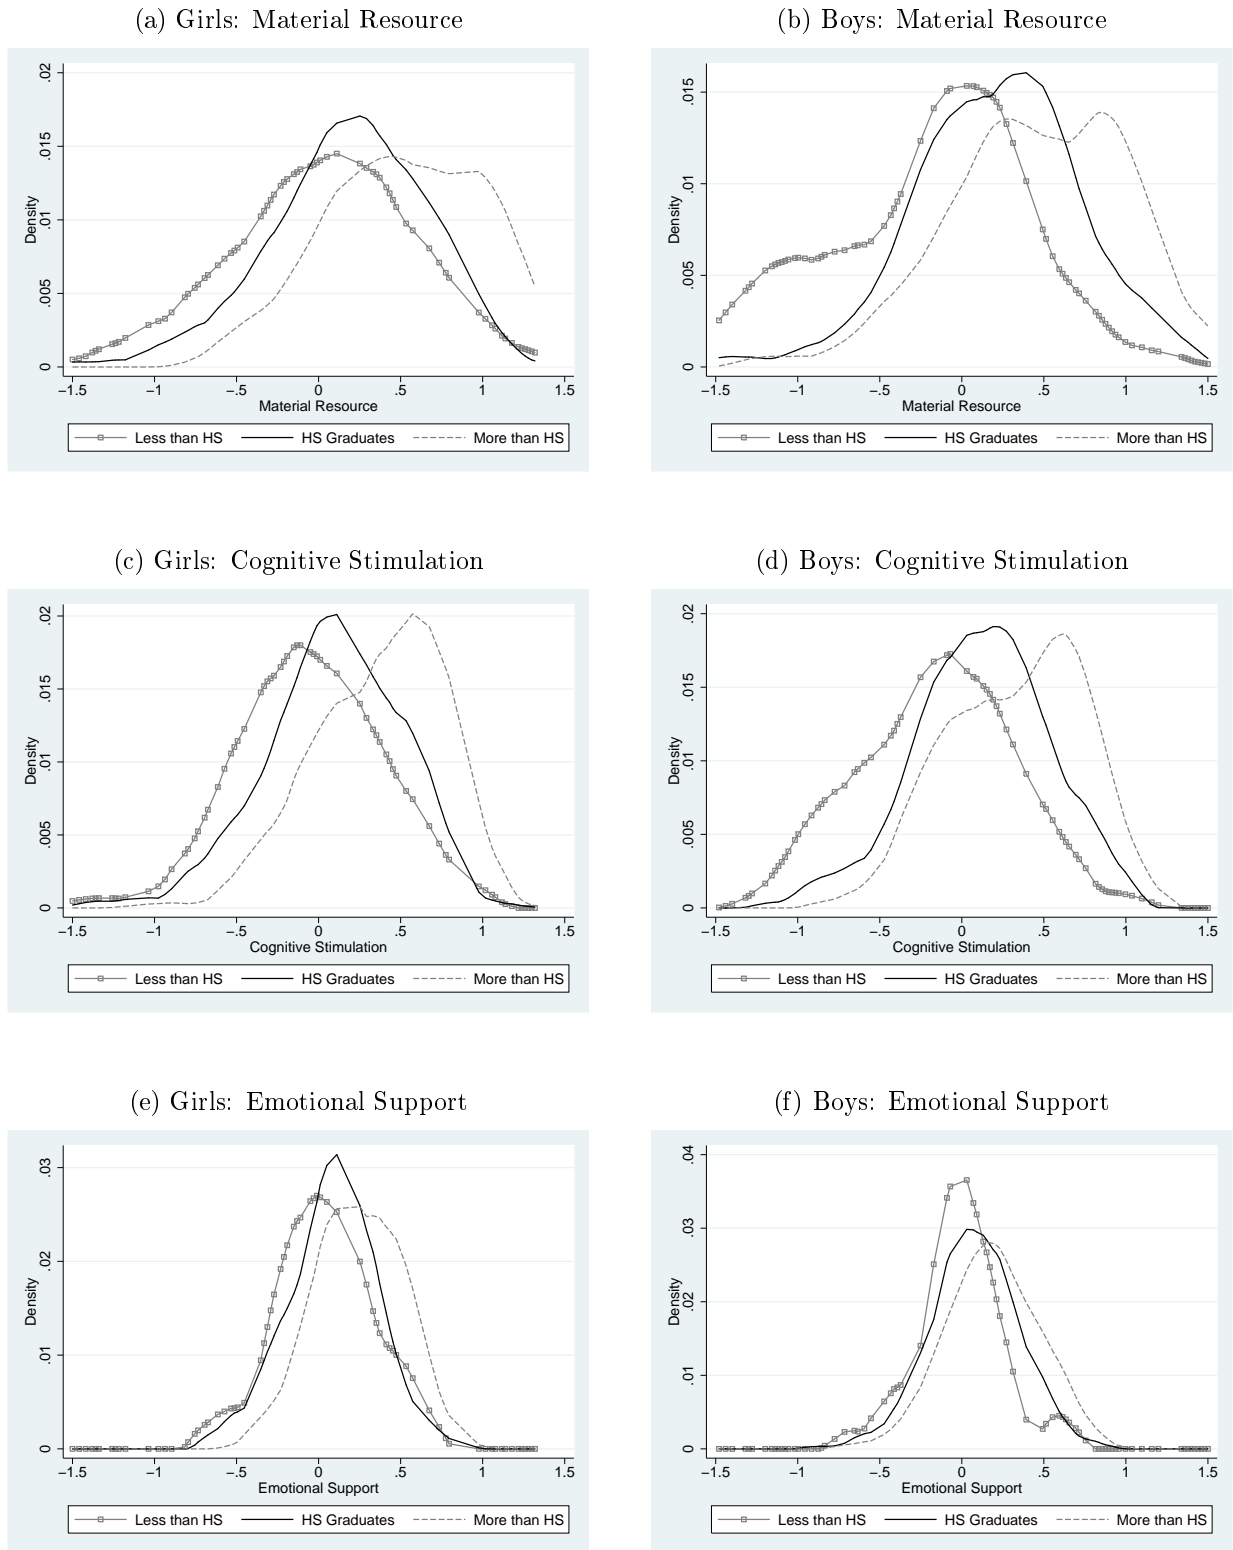 (a) Girls: Material Resource
(b) Boys: Material Resource
Density
0 .005 .01 .015 .02
−1.5 −1 −.5 0 .5 1 1.5
Material Resource
Less than HS HS Graduates More than HS
Density
0 .005 .01 .015
−1.5 −1 −.5 0 .5 1 1.5
Material Resource
Less than HS HS Graduates More than HS
(c) Girls: Cognitive Stimulation
(d) Boys: Cognitive Stimulation
Density
0 .005 .01 .015 .02
−1.5 −1 −.5 0 .5 1 1.5
Cognitive Stimulation
Less than HS HS Graduates More than HS
Density
0 .005 .01 .015 .02
−1.5 −1 −.5 0 .5 1 1.5
Cognitive Stimulation
Less than HS HS Graduates More than HS
(e) Girls: Emotional Support
(f) Boys: Emotional Support
Density
0 .01 .02 .03
−1.5 −1 −.5 0 .5 1 1.5
Emotional Support
Less than HS HS Graduates More than HS
Density
0 .01 .02 .03 .04
−1.5 −1 −.5 0 .5 1 1.5
Emotional Support
Less than HS HS Graduates More than HS